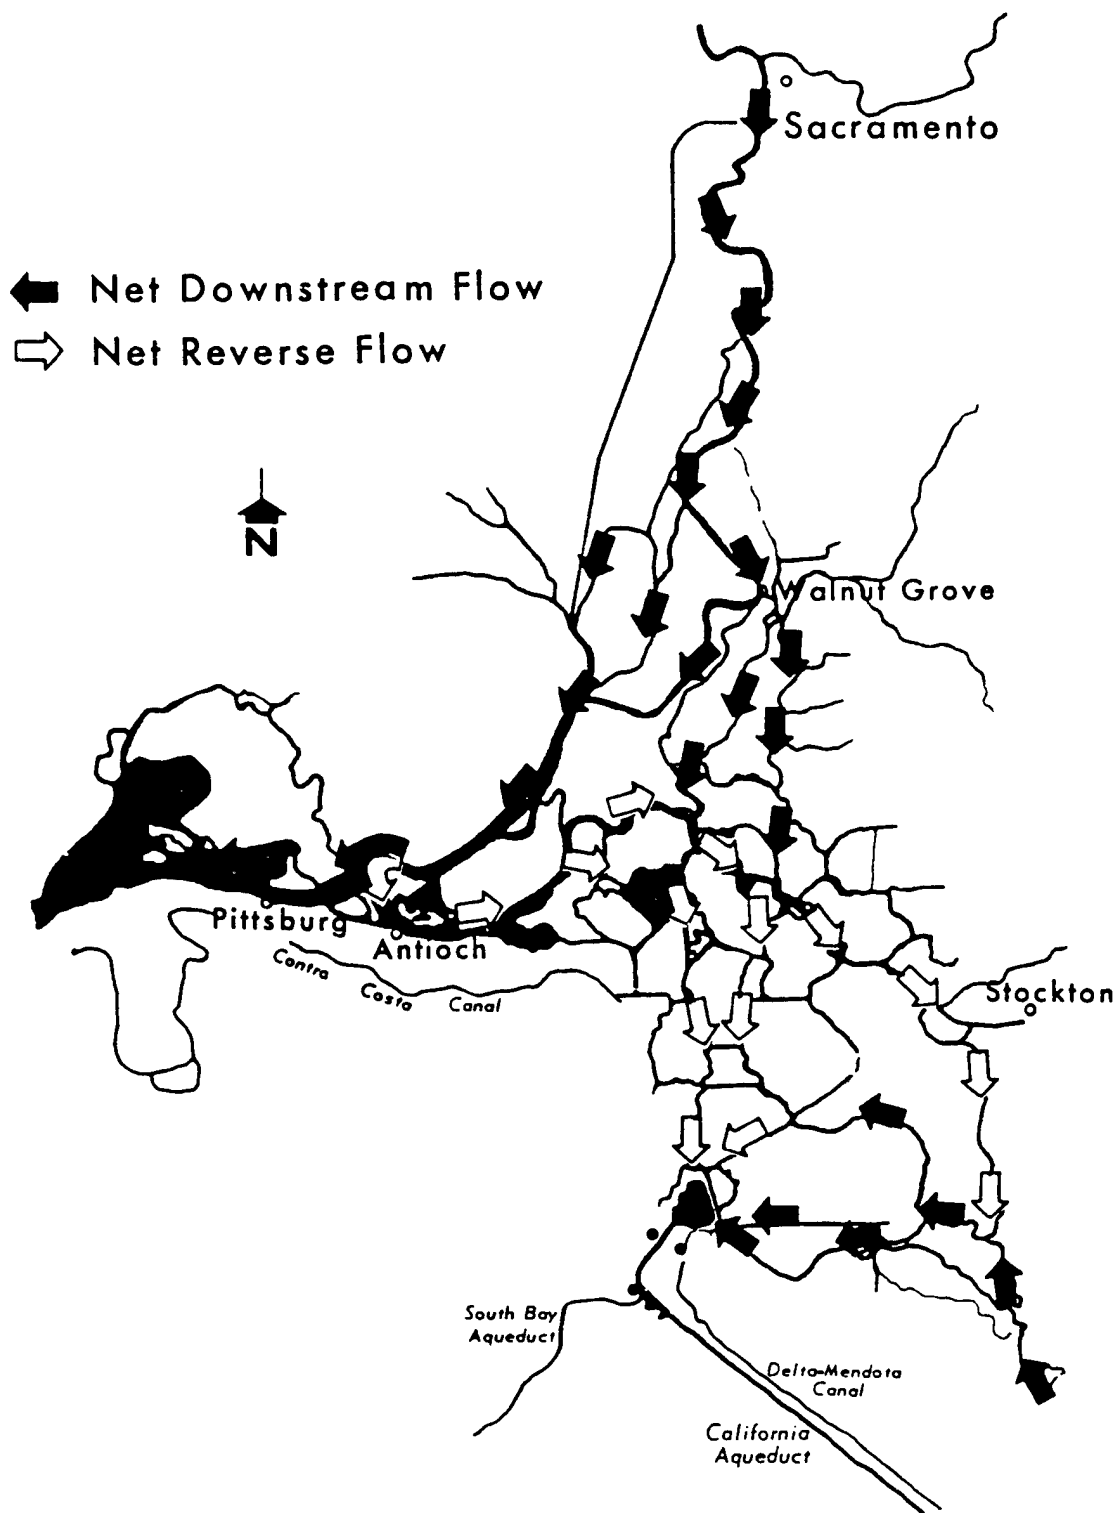 Sacramento
Net Downstream Flow
Net Reverse Flow
N
Walnut Grove
Pittsburg
Antioch
Contra Costa Canal
Stockton
South Bay
Aqueduct
Delta-Mendota
Canal
California
Aqueduct